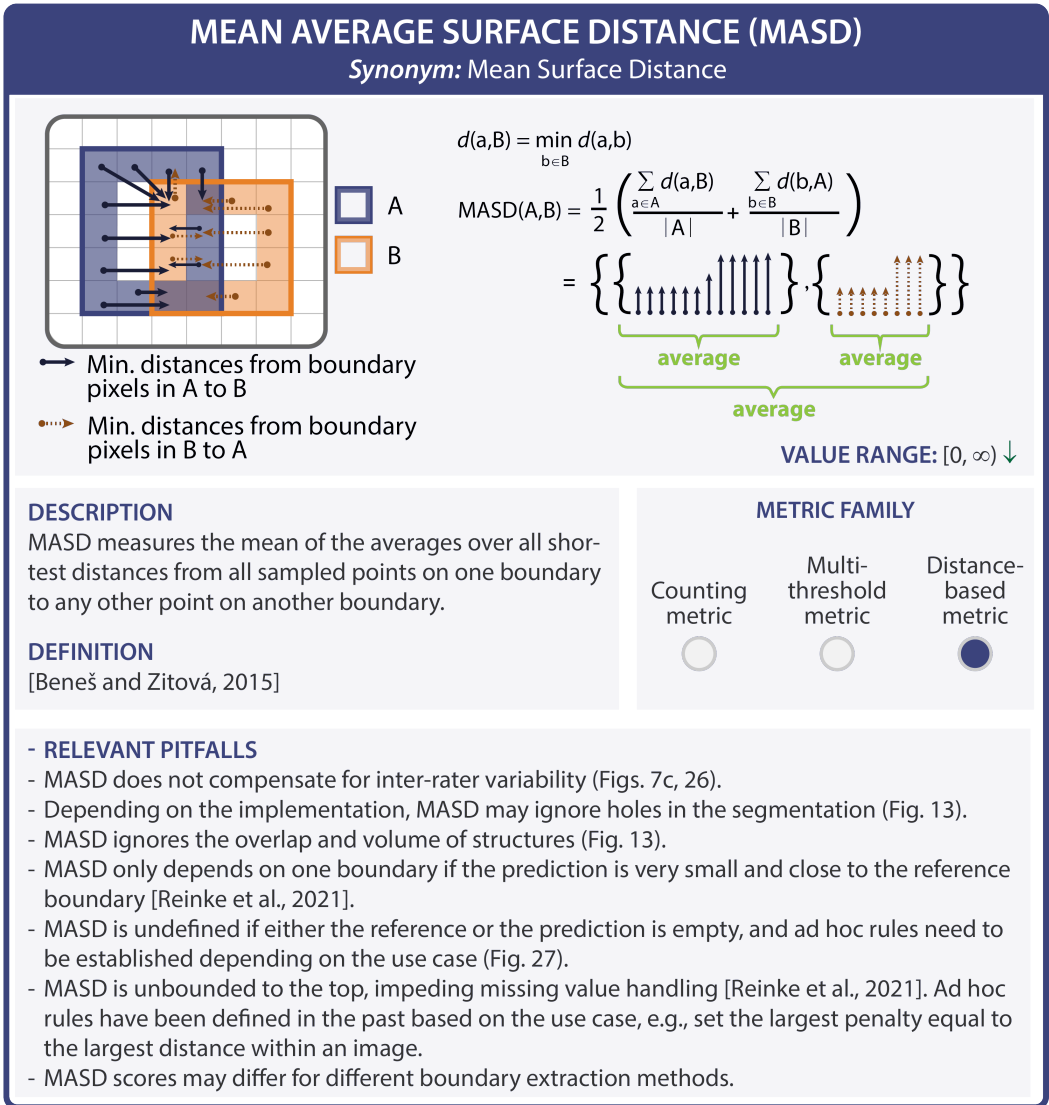 MEAN AVERAGE SURFACE DISTANCE (MASD)
Synonym: Mean Surface Distance
d(a,B) = min d(a,b)
b∈B
MASD(A,B) = 1/2 ( ∑ d(a,B) / |A| + ∑ d(b,A) / |B| )
a∈A b∈B
= { { } , { } }
average average
average
A
B
Min. distances from boundary
pixels in A to B
Min. distances from boundary
pixels in B to A
VALUE RANGE: [0, ∞) ↓
DESCRIPTION
MASD measures the mean of the averages over all shor-
test distances from all sampled points on one boundary
to any other point on another boundary.
DEFINITION
[Beneš and Zitová, 2015]
METRIC FAMILY
Counting
metric
Multi-
threshold
metric
Distance-
based
metric
- RELEVANT PITFALLS
- MASD does not compensate for inter-rater variability (Figs. 7c, 26).
- Depending on the implementation, MASD may ignore holes in the segmentation (Fig. 13).
- MASD ignores the overlap and volume of structures (Fig. 13).
- MASD only depends on one boundary if the prediction is very small and close to the reference
boundary [Reinke et al., 2021].
- MASD is undefined if either the reference or the prediction is empty, and ad hoc rules need to
be established depending on the use case (Fig. 27).
- MASD is unbounded to the top, impeding missing value handling [Reinke et al., 2021]. Ad hoc
rules have been defined in the past based on the use case, e.g., set the largest penalty equal to
the largest distance within an image.
- MASD scores may differ for different boundary extraction methods.